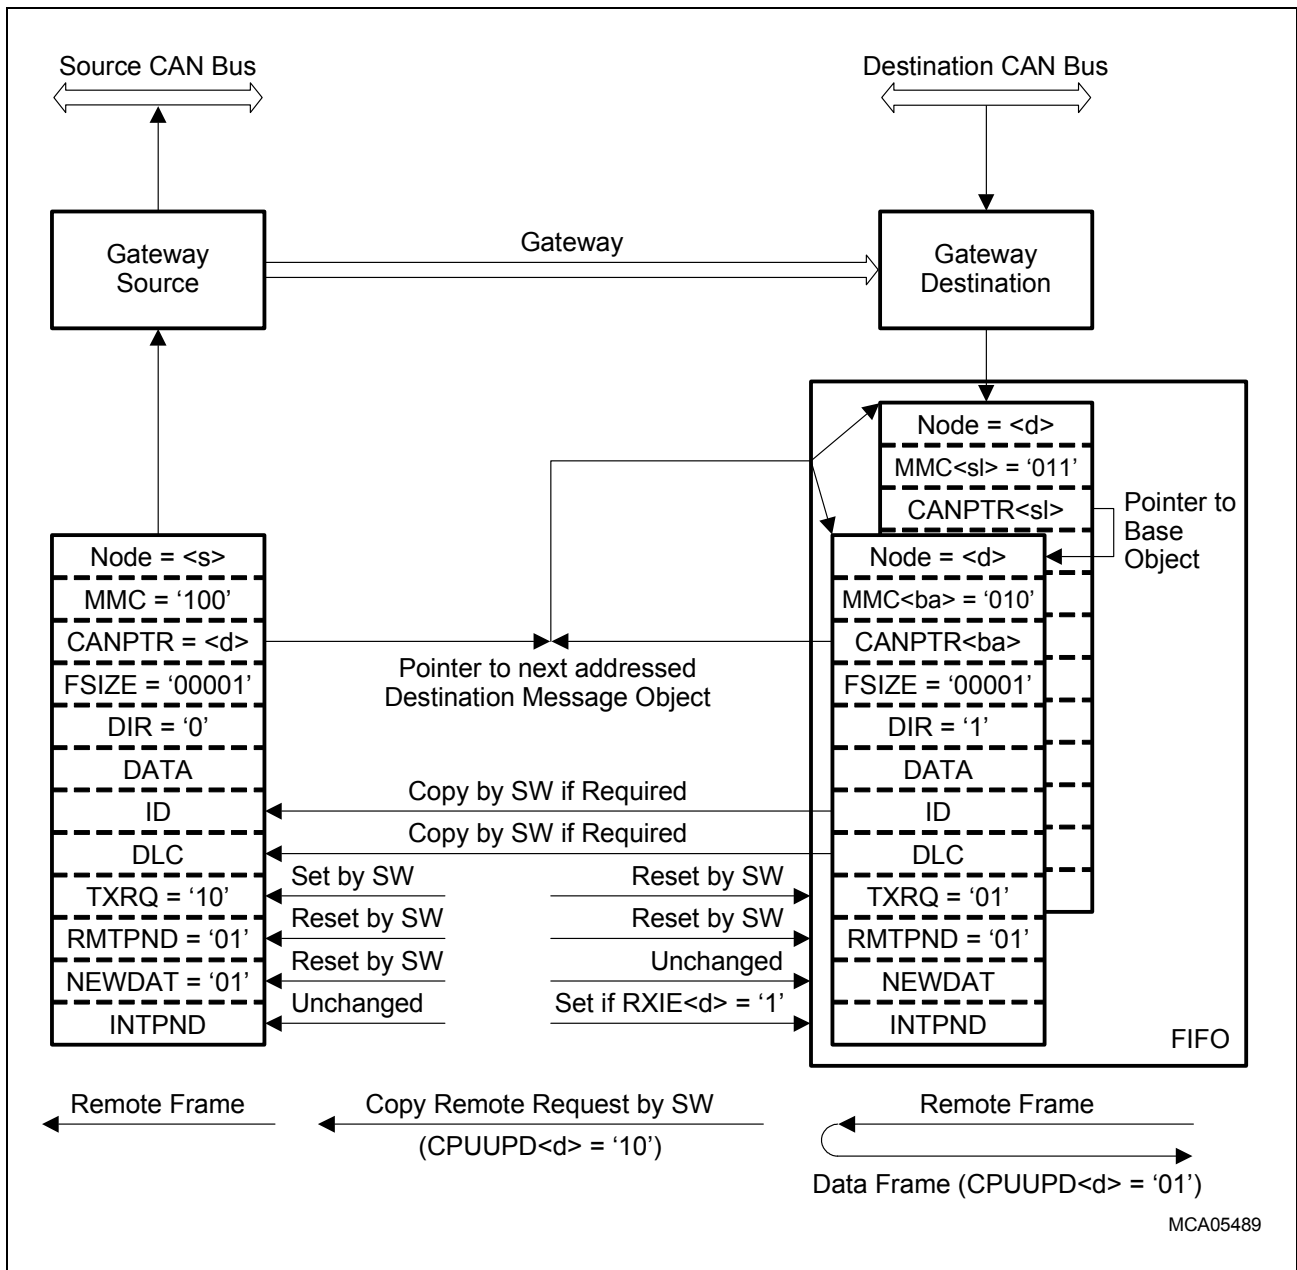 Source CAN Bus
Destination CAN Bus
Gateway
Source
Gateway
Gateway
Destination
Node = <d>
MMC<sl> = ‘011’
CANPTR<sl>
Pointer to
Base
Object
Node = <s>
MMC = ‘100’
CANPTR = <d>
FSIZE = ‘00001’
DIR = ‘0’
DATA
ID
DLC
TXRQ = ‘10’
RMTPND = ‘01’
NEWDAT = ‘01’
INTPND
Pointer to next addressed
Destination Message Object
Copy by SW if Required
Copy by SW if Required
Set by SW
Reset by SW
Reset by SW
Reset by SW
Reset by SW
Unchanged
Unchanged
Set if RXIE<d> = ‘1’
Node = <d>
MMC<ba> = ‘010’
CANPTR<ba>
FSIZE = ‘00001’
DIR = ‘1’
DATA
ID
DLC
TXRQ = ‘01’
RMTPND = ‘01’
NEWDAT
INTPND
FIFO
Remote Frame
Copy Remote Request by SW
(CPUUPD<d> = ‘10’)
Remote Frame
Data Frame (CPUUPD<d> = ‘01’)
MCA05489